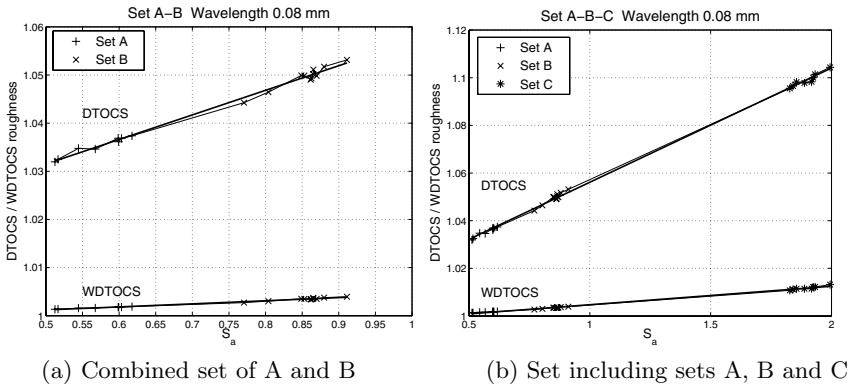 Set A−B Wavelength 0.08 mm
DTOCS / WDTOCS roughness
1.06
1.05
1.04
1.03
1.02
1.01
1
Set A
Set B
DTOCS
WDTOCS
0.5 0.55 0.6 0.65 0.7 0.75 0.8 0.85 0.9 0.95 1
Sa
(a) Combined set of A and B
Set A−B−C Wavelength 0.08 mm
DTOCS / WDTOCS roughness
1.12
1.1
1.08
1.06
1.04
1.02
1
Set A
Set B
Set C
DTOCS
WDTOCS
0.5 1 1.5 2
Sa
(b) Set including sets A, B and C